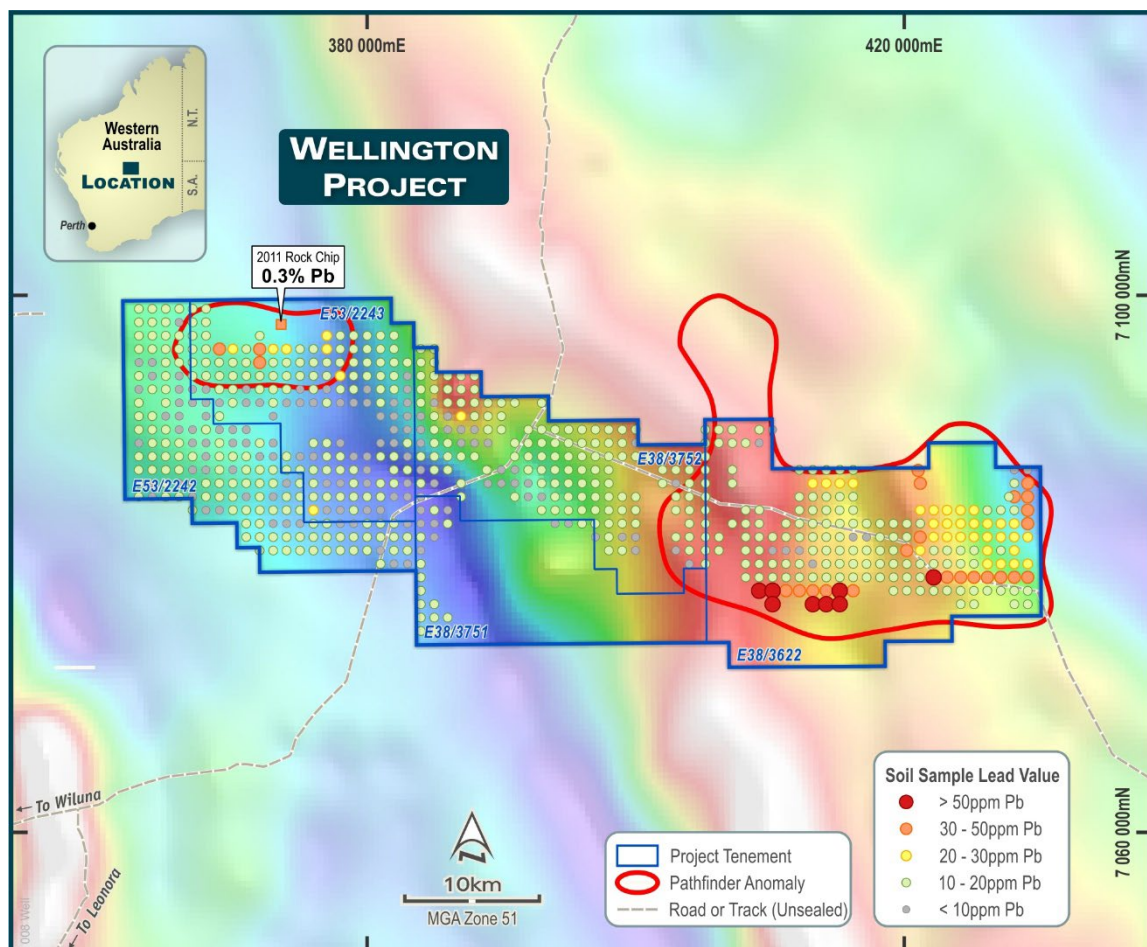 380 000mE
420 000mE
Western
Australia
LOCATION
Perth
N.T.
S.A.
WELLINGTON
PROJECT
2011 Rock Chip
0.3% Pb
7 100 000mN
E53/2243
E53/2242
E38/3752
E38/3751
E38/3622
← To Wiluna
← To Leonora
N
10km
MGA Zone 51
Project Tenement
Pathfinder Anomaly
Road or Track (Unsealed)
Soil Sample Lead Value
> 50ppm Pb
30 - 50ppm Pb
20 - 30ppm Pb
10 - 20ppm Pb
< 10ppm Pb
7 060 000mN
008 Well